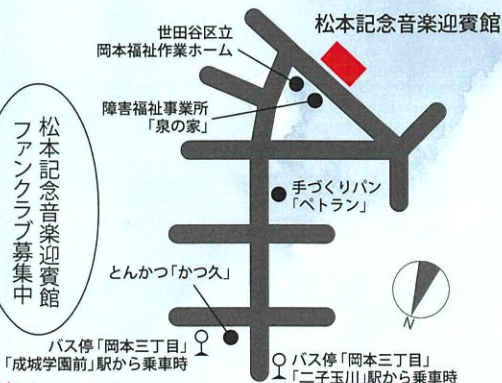 松本記念音楽迎賓館
世田谷区立
岡本福祉作業ホーム
障害福祉事業所
「泉の家」
松本記念音楽迎賓館
ファンクラブ募集中
手づくりパン
「ペトラン」
とんかつ「かつ久」
N
バス停「岡本三丁目」
「成城学園前」駅から乗車時
バス停「岡本三丁目」
「二子玉川」駅から乗車時